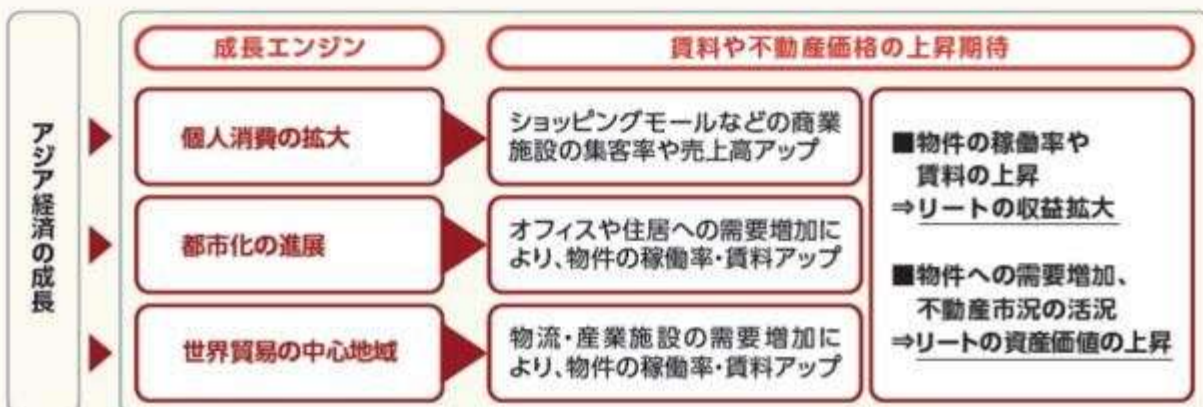 アジア経済の成長
成長エンジン
賃料や不動産価格の上昇期待
個人消費の拡大
ショッピングモールなどの商業
施設の集客率や売上高アップ
都市化の進展
オフィスや住居への需要増加に
より、物件の稼働率・賃料アップ
世界貿易の中心地域
物流・産業施設の需要増加に
より、物件の稼働率・賃料アップ
■物件の稼働率や
賃料の上昇
⇒リートの収益拡大
■物件への需要増加、
不動産市況の活況
⇒リートの資産価値の上昇